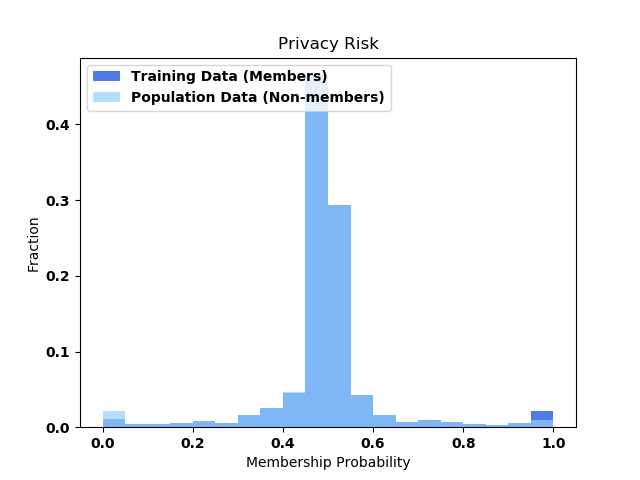 Privacy Risk
Training Data (Members)
Population Data (Non-members)
Fraction
0.4
0.3
0.2
0.1
0.0
0.0 0.2 0.4 0.6 0.8 1.0
Membership Probability